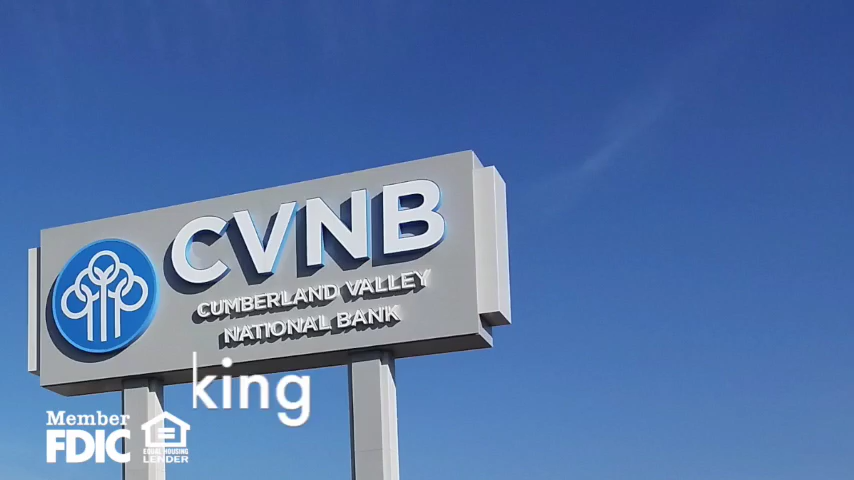 CVNB
CUMBERLAND VALLEY
NATIONAL BANK
king
Member
FDIC
EQUAL HOUSING
LENDER